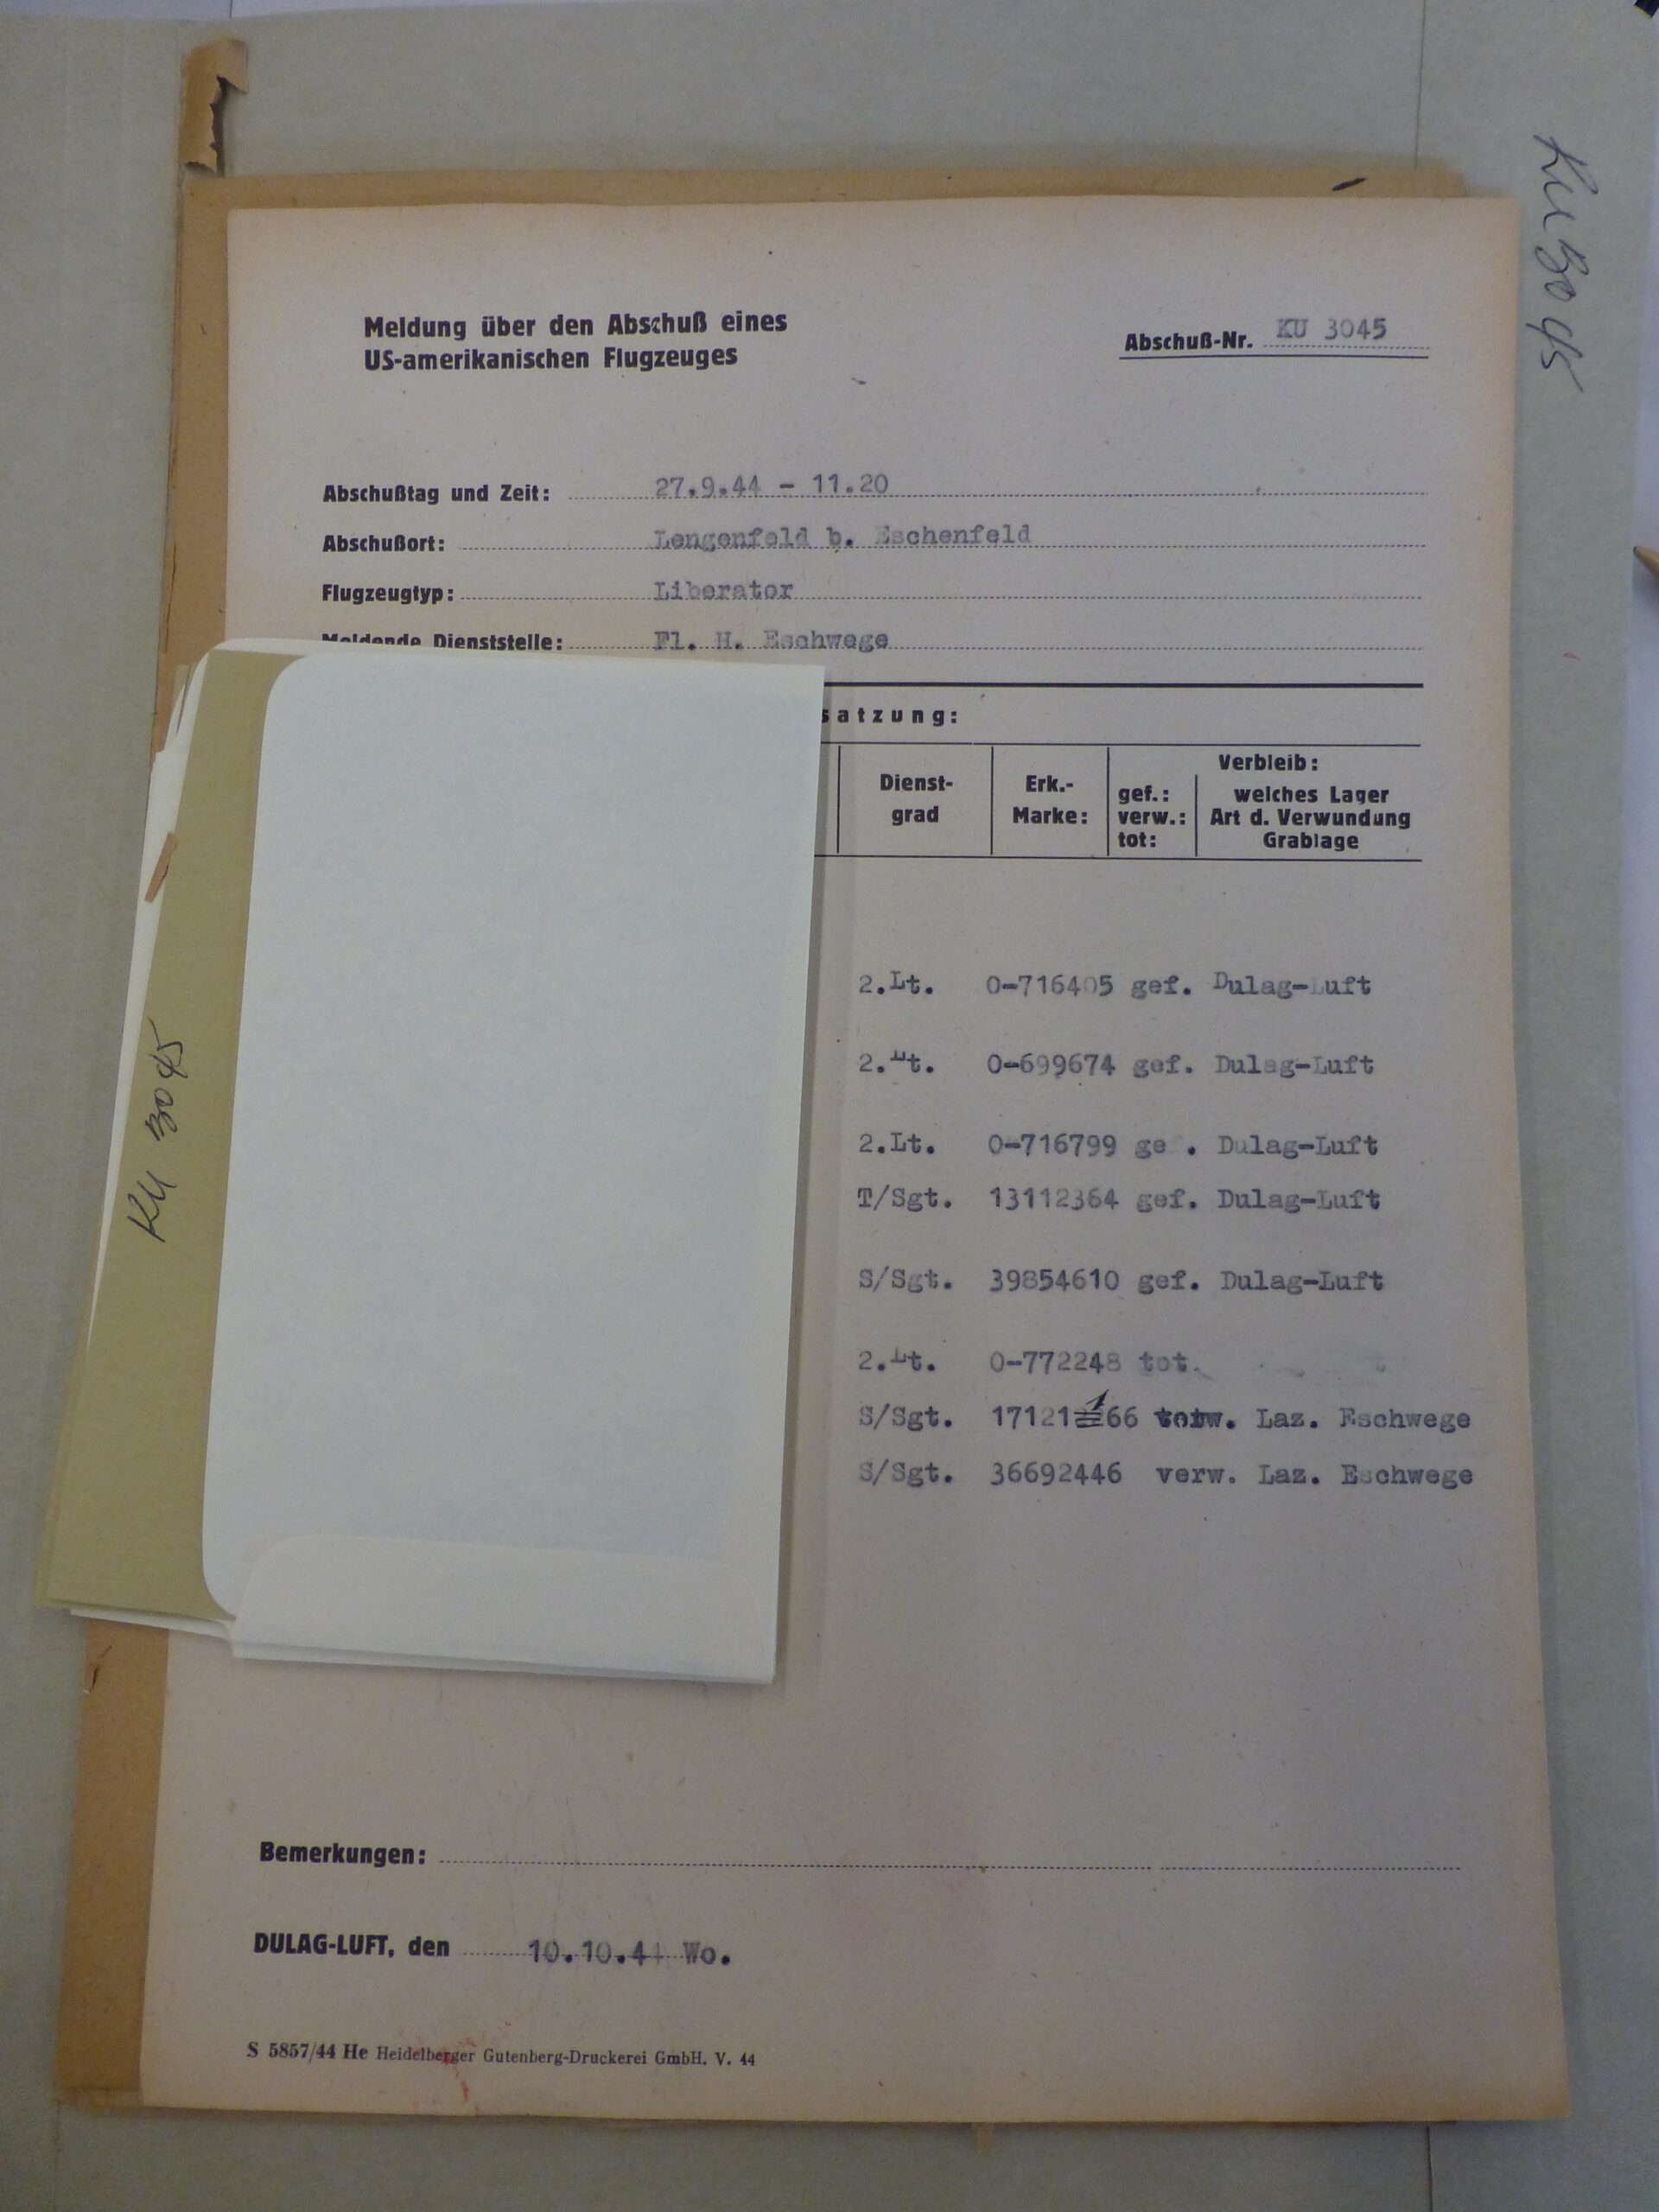 KU 3045
Meldung über den Abschuß eines
US-amerikanischen Flugzeuges
Abschuß-Nr. KU 3045
Abschußtag und Zeit: 27.9.44 - 11.20
Abschußort: Lengenfeld b. Eschenfeld
Flugzeugtyp: Liberator
Meldende Dienststelle: Fl. H. Eschwege
satzung:
Dienst-
grad
Erk.-
Marke:
Verbleib:
gef.:
verw.:
tot:
welches Lager
Art d. Verwundung
Grablage
2.Lt. 0-716405 gef. Dulag-Luft
2.Lt. 0-699674 gef. Dulag-Luft
2.Lt. 0-716799 ge . Dulag-Luft
T/Sgt. 13112364 gef. Dulag-Luft
S/Sgt. 39854610 gef. Dulag-Luft
2.Lt. 0-772248 tot.
S/Sgt. 17121166 Laz. Eschwege
S/Sgt. 36692446 verw. Laz. Eschwege
KU 3045
Bemerkungen:
DULAG-LUFT, den 10.10.44 Wo.
S 5857/44 He Heidelberger Gutenberg-Druckerei GmbH. V. 44